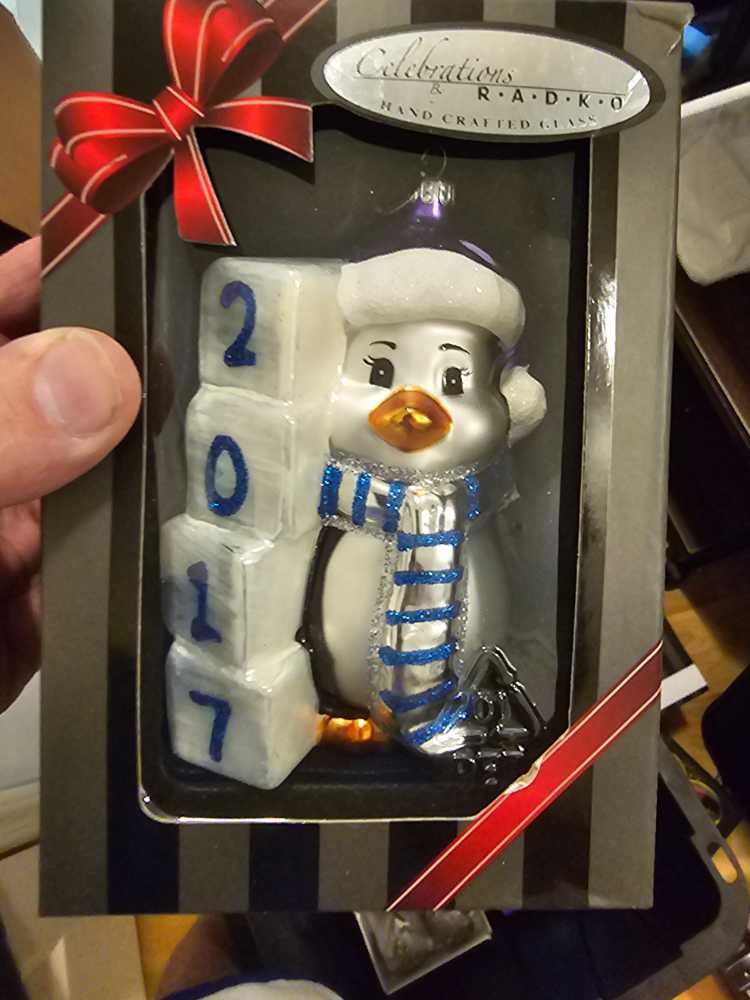 Celebrations
BY R•A•D•K•O
HAND CRAFTED GLASS
2
0
1
7